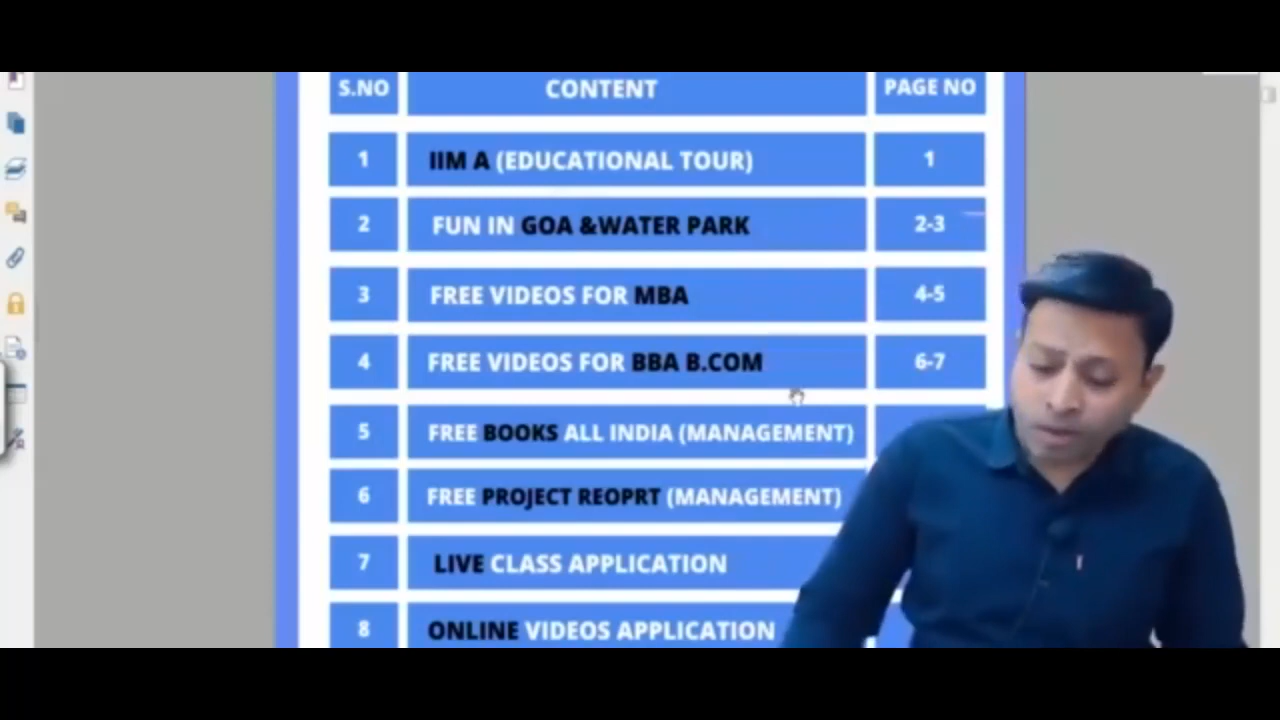 S.NO CONTENT PAGE NO
1 IIM A (EDUCATIONAL TOUR) 1
2 FUN IN GOA &WATER PARK 2-3
3 FREE VIDEOS FOR MBA 4-5
4 FREE VIDEOS FOR BBA B.COM 6-7
5 FREE BOOKS ALL INDIA (MANAGEMENT)
6 FREE PROJECT REOPRT (MANAGEMENT)
7 LIVE CLASS APPLICATION
8 ONLINE VIDEOS APPLICATION